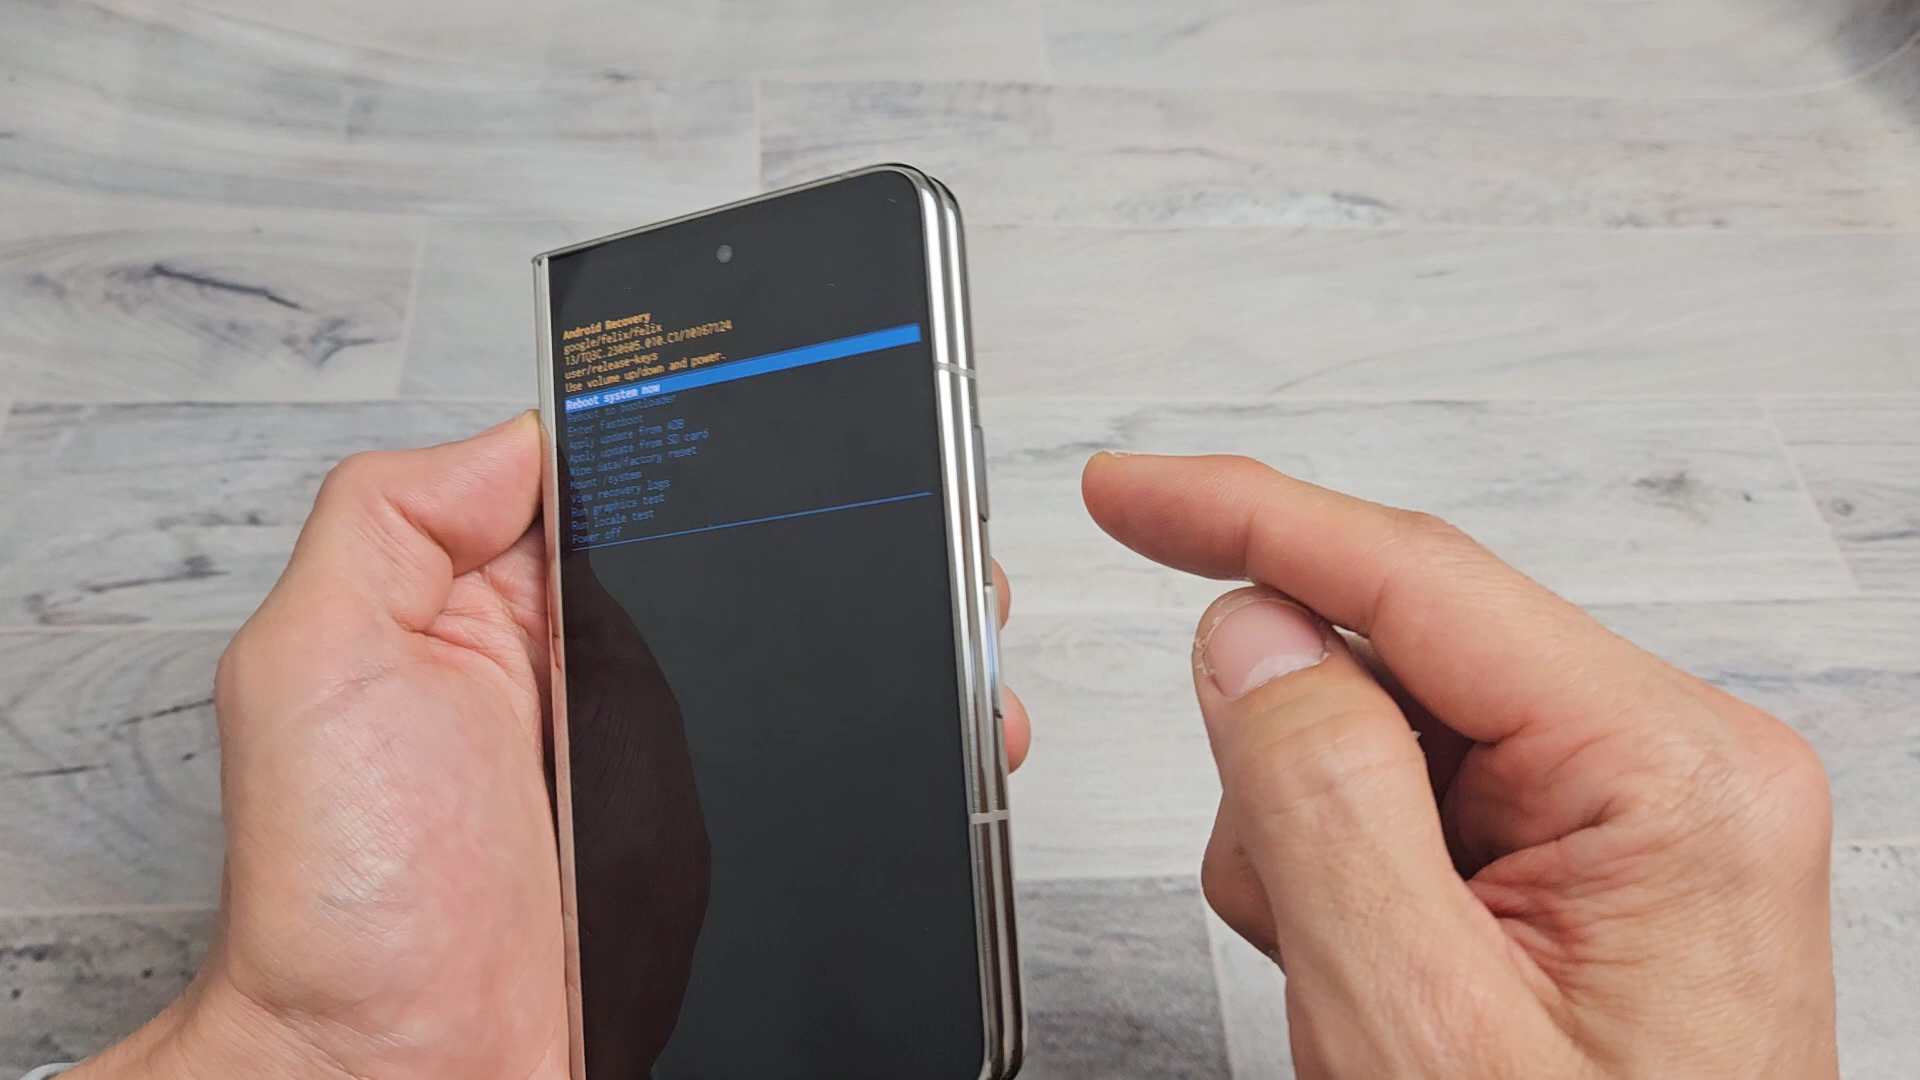 Android Recovery
google/felix/felix
13/TQ3C.230605.010.C1/10157124
user/release-keys
Use volume up/down and power.
Reboot system now
Reboot to bootloader
Enter fastboot
Apply update from ADB
Apply update from SD card
Wipe data/factory reset
Mount /system
View recovery logs
Run graphics test
Run locale test
Power off